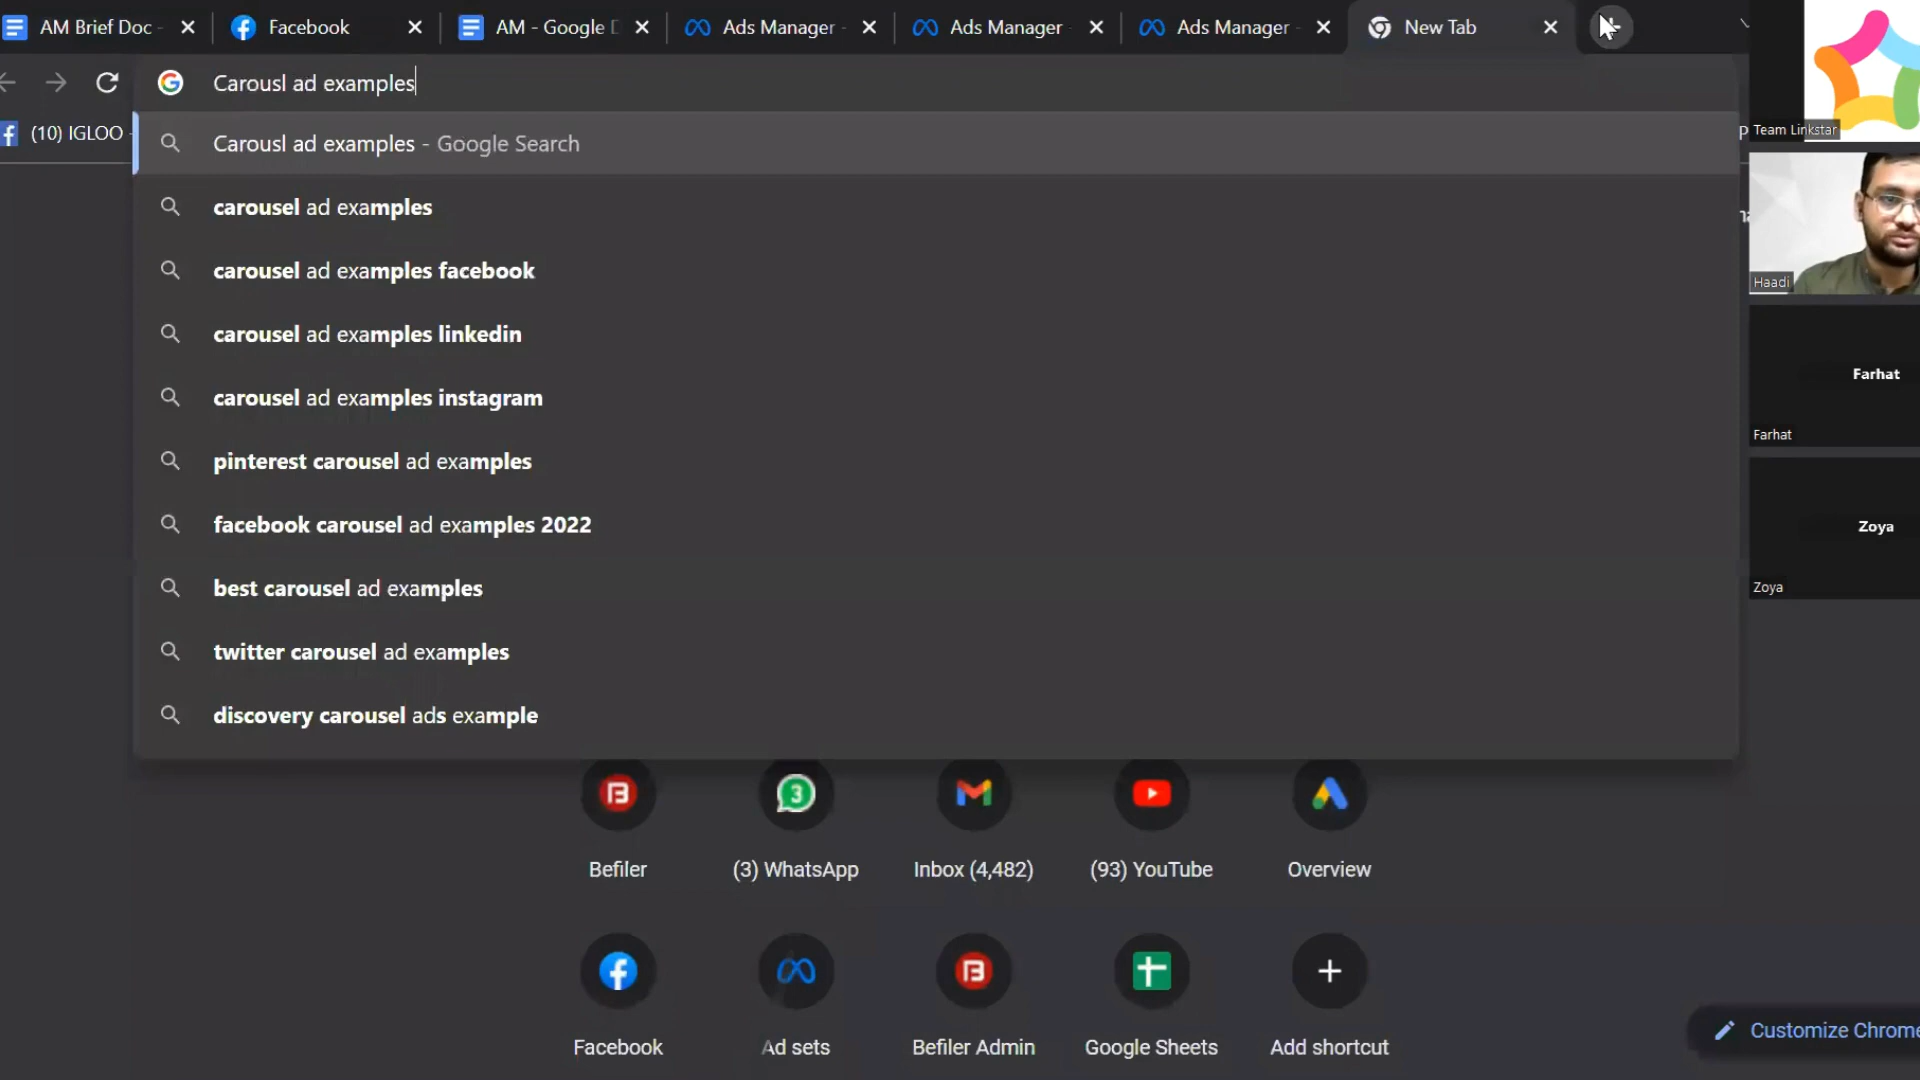 AM Brief Doc -
Facebook
AM - Google D
Ads Manager -
Ads Manager
Ads Manager -
New Tab
Carousl ad examples
(10) IGLOO -
Carousl ad examples - Google Search
carousel ad examples
carousel ad examples facebook
carousel ad examples linkedin
carousel ad examples instagram
pinterest carousel ad examples
facebook carousel ad examples 2022
best carousel ad examples
twitter carousel ad examples
discovery carousel ads example
Team Linkstar
Haadi
Farhat
Farhat
Zoya
Zoya
3
Befiler
(3) WhatsApp
Inbox (4,482)
(93) YouTube
Overview
Facebook
Ad sets
Befiler Admin
Google Sheets
Add shortcut
Customize Chrome